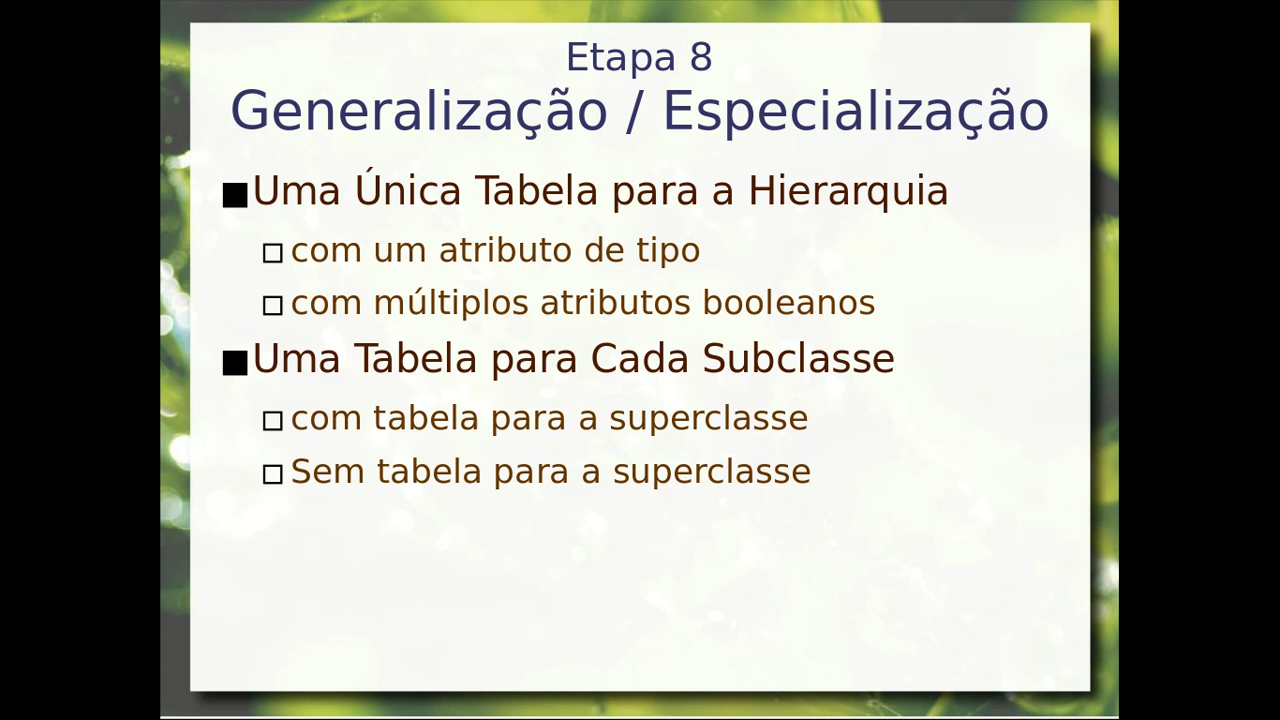 Etapa 8
Generalização / Especialização
Uma Única Tabela para a Hierarquia
com um atributo de tipo
com múltiplos atributos booleanos
Uma Tabela para Cada Subclasse
com tabela para a superclasse
Sem tabela para a superclasse